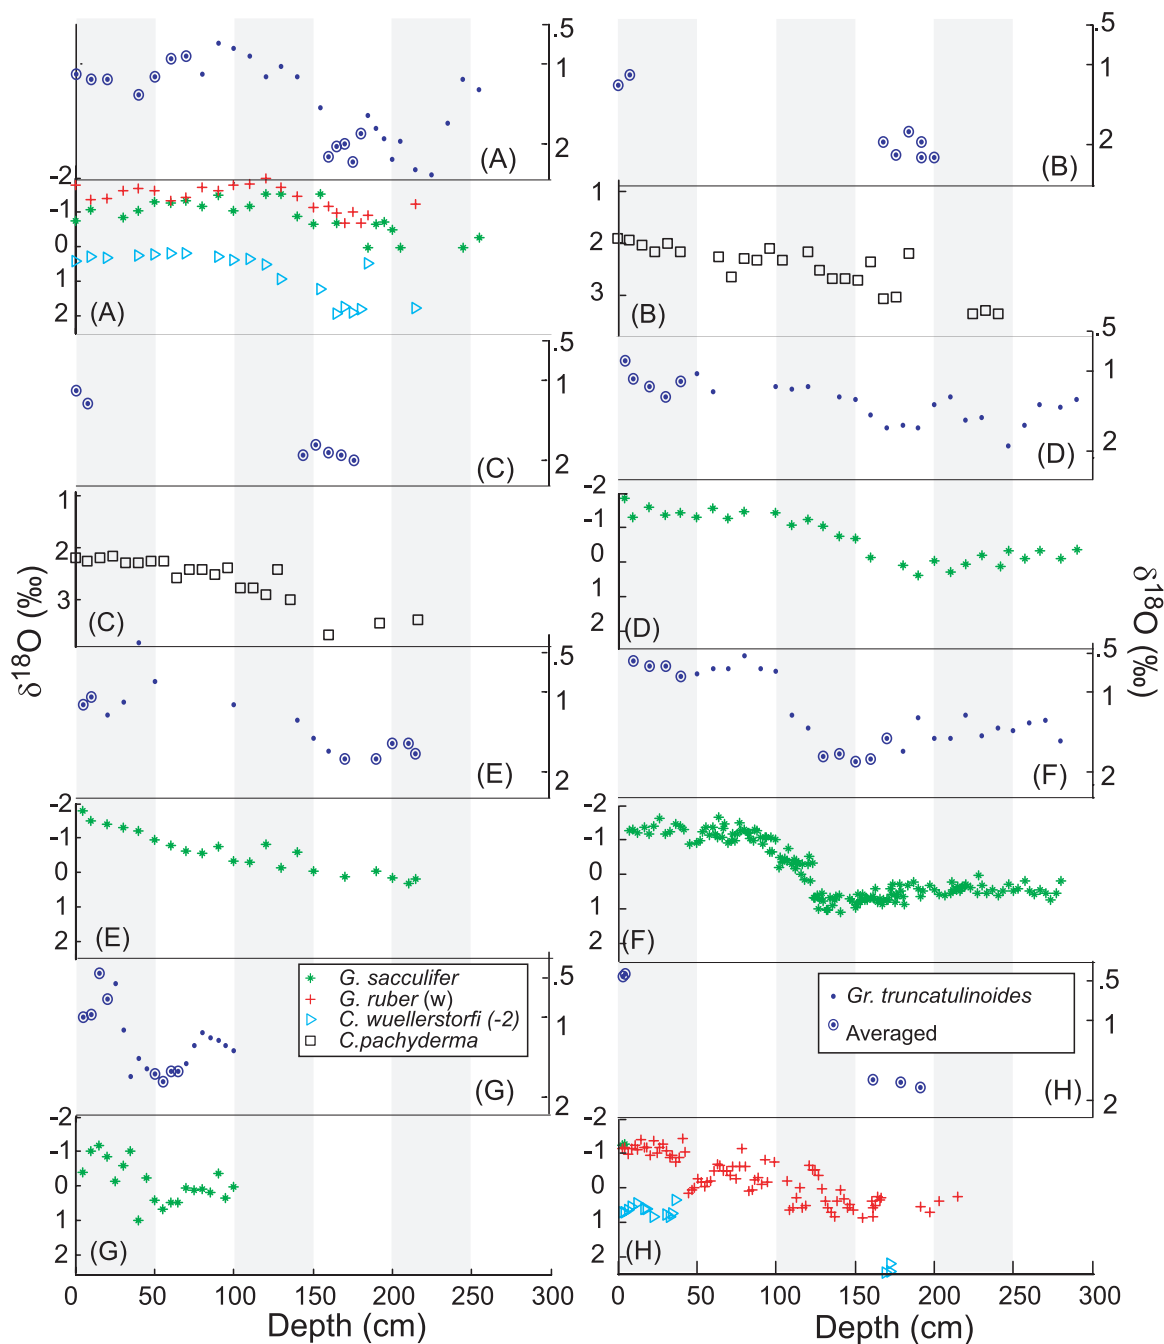 .5
1
2
(A)
-2
-1
0
1
2
(A)
.5
1
2
(C)
1
2
3
(C)
.5
1
2
(E)
-2
-1
0
1
2
(E)
.5
1
2
(G)
G. sacculifer
G. ruber (w)
C. wuellerstorfi (-2)
C.pachyderma
-2
-1
0
1
2
(G)
0 50 100 150 200 250 300
Depth (cm)
δ18O (‰)
.5
1
2
(B)
1
2
3
(B)
.5
1
2
(D)
-2
-1
0
1
2
(D)
.5
1
2
(F)
-2
-1
0
1
2
(F)
.5
1
2
(H)
Gr. truncatulinoides
Averaged
-2
-1
0
1
2
(H)
0 50 100 150 200 250 300
Depth (cm)
δ18O
(‰)